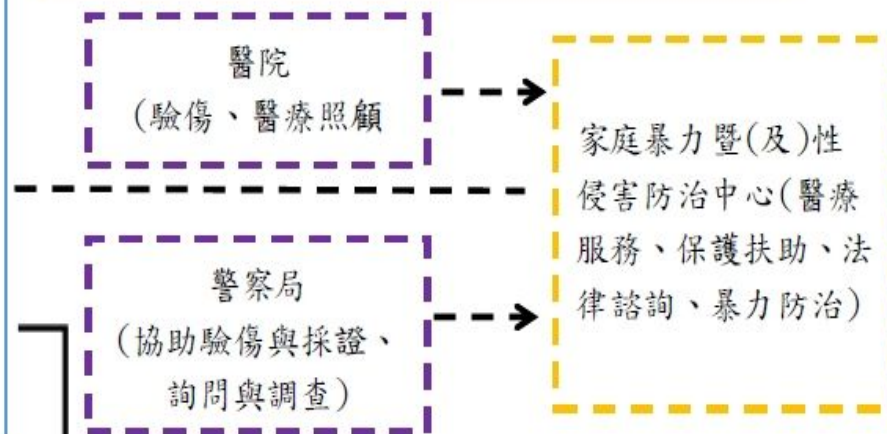 醫院
(驗傷、醫療照顧
家庭暴力暨(及)性
侵害防治中心(醫療
服務、保護扶助、法
律諮詢、暴力防治)
警察局
(協助驗傷與採證、
詢問與調查)